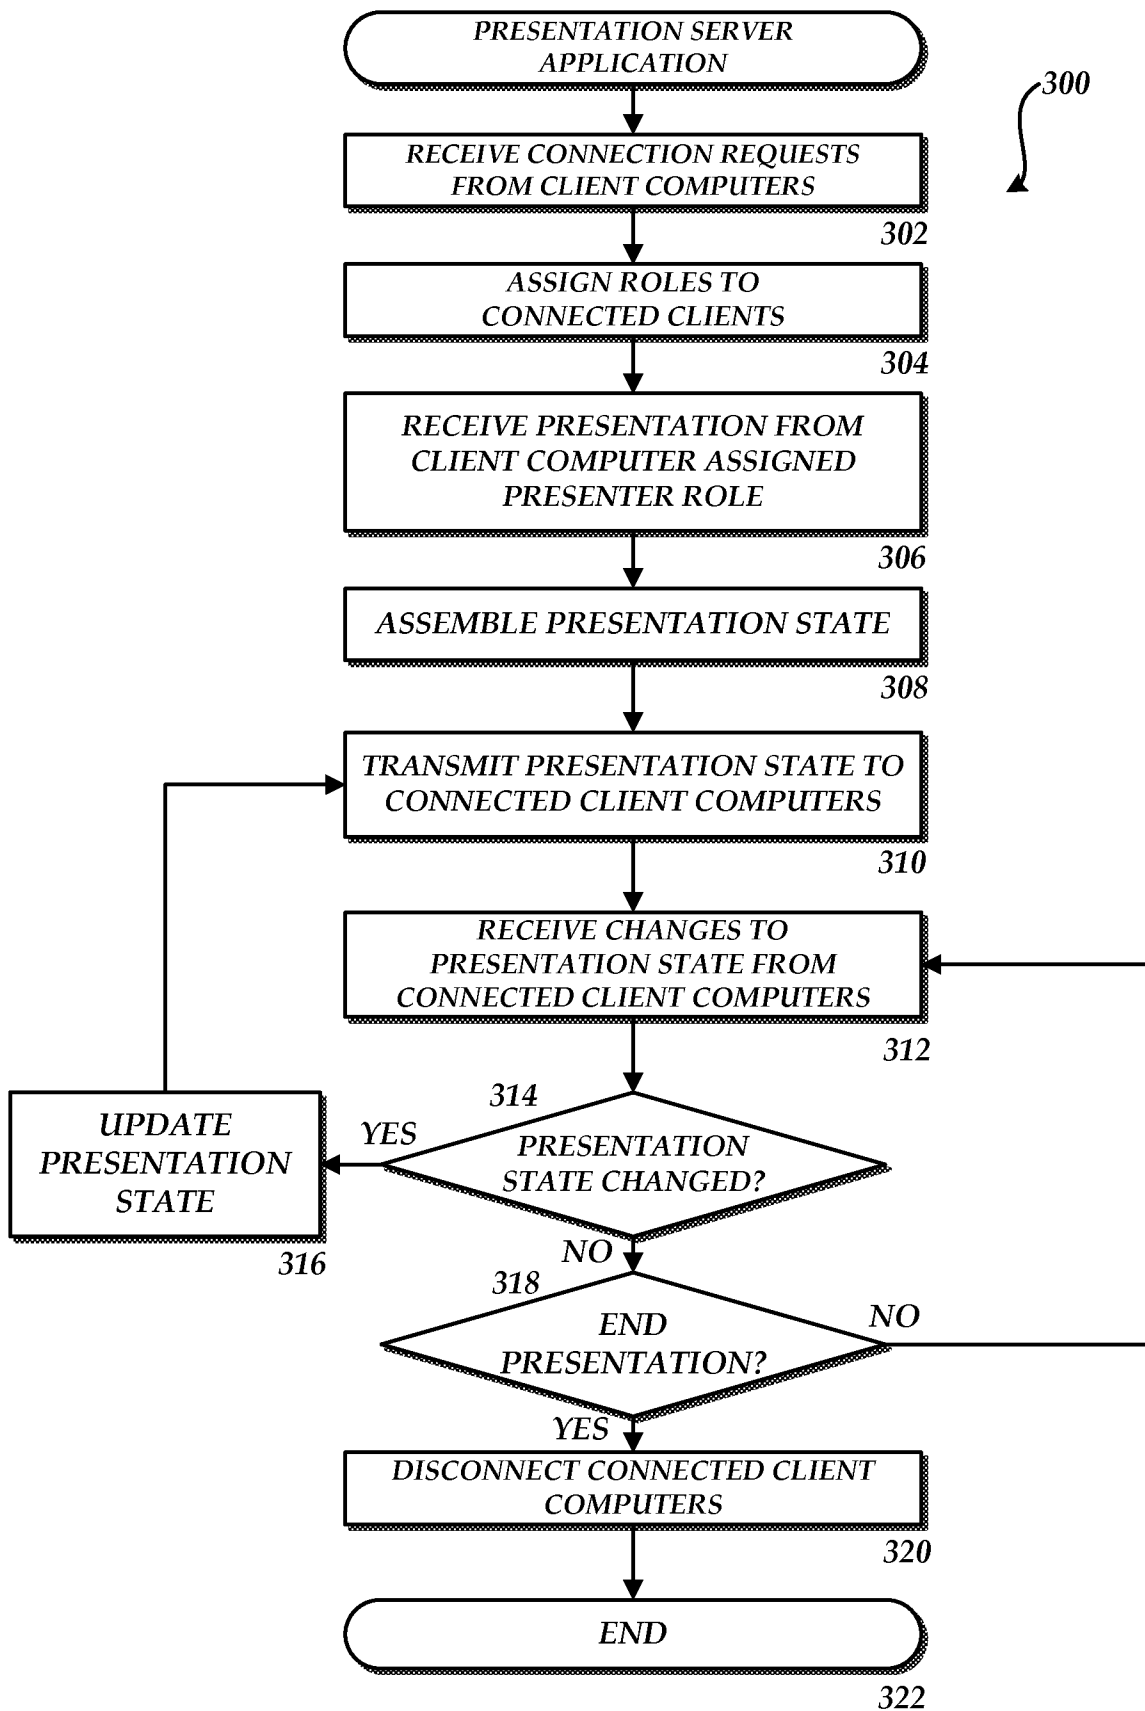 PRESENTATION SERVER
APPLICATION
300
RECEIVE CONNECTION REQUESTS
FROM CLIENT COMPUTERS
302
ASSIGN ROLES TO
CONNECTED CLIENTS
304
RECEIVE PRESENTATION FROM
CLIENT COMPUTER ASSIGNED
PRESENTER ROLE
306
ASSEMBLE PRESENTATION STATE
308
TRANSMIT PRESENTATION STATE TO
CONNECTED CLIENT COMPUTERS
310
RECEIVE CHANGES TO
PRESENTATION STATE FROM
CONNECTED CLIENT COMPUTERS
312
314
YES
PRESENTATION
STATE CHANGED?
UPDATE
PRESENTATION
STATE
316
NO
318
END
PRESENTATION?
NO
YES
DISCONNECT CONNECTED CLIENT
COMPUTERS
320
END
322